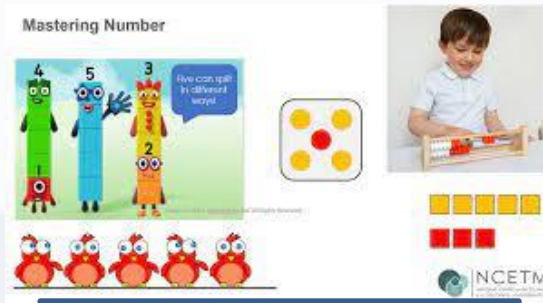 Mastering Number
4
5
3
Five can split
in different
ways!
2
1
NCETM